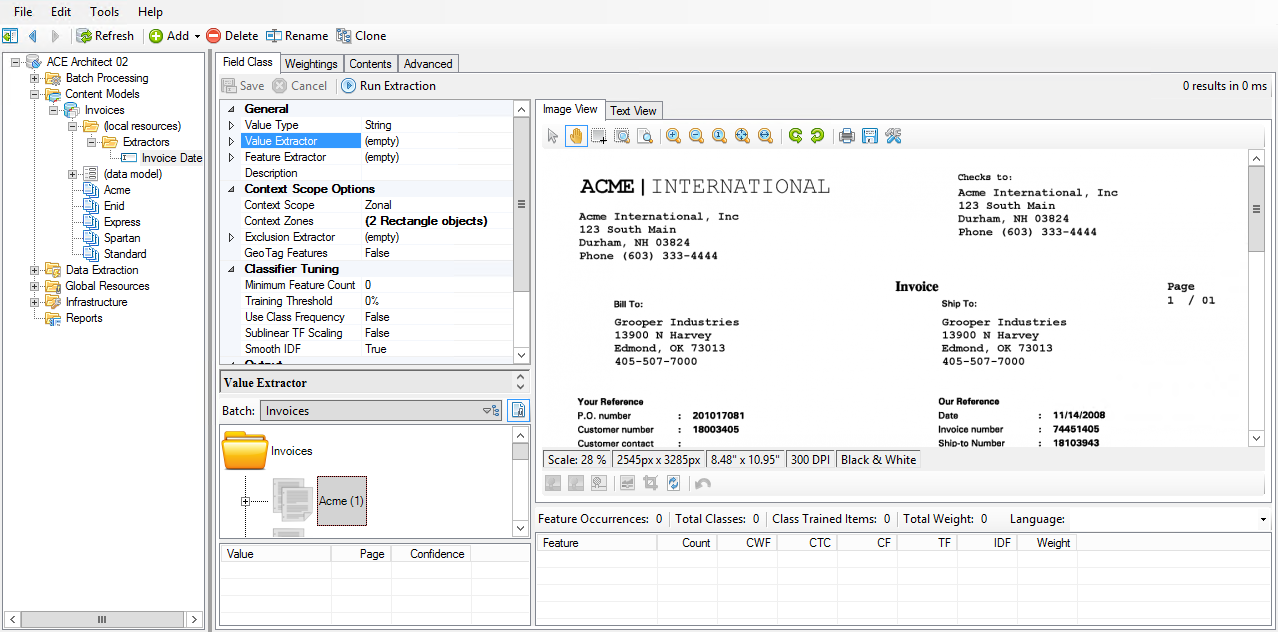 File Edit Tools Help
Refresh Add Delete Rename Clone
ACE Architect 02
Batch Processing
Content Models
Invoices
(local resources)
Extractors
Invoice Date
(data model)
Acme
Enid
Express
Spartan
Standard
Data Extraction
Global Resources
Infrastructure
Reports
Field Class Weightings Contents Advanced
Save Cancel Run Extraction 0 results in 0 ms
General
Value Type String
Value Extractor (empty)
Feature Extractor (empty)
Description
Context Scope Options
Context Scope Zonal
Context Zones (2 Rectangle objects)
Exclusion Extractor (empty)
GeoTag Features False
Classifier Tuning
Minimum Feature Count 0
Training Threshold 0%
Use Class Frequency False
Sublinear TF Scaling False
Smooth IDF True
Output
Value Extractor
Batch: Invoices
Invoices
Acme (1)
Value Page Confidence
Image View Text View
ACME | INTERNATIONAL
Acme International, Inc
123 South Main
Durham, NH 03824
Phone (603) 333-4444
Checks to:
Acme International, Inc
123 South Main
Durham, NH 03824
Phone (603) 333-4444
Invoice
Page
1 / 01
Bill To:
Grooper Industries
13900 N Harvey
Edmond, OK 73013
405-507-7000
Ship To:
Grooper Industries
13900 N Harvey
Edmond, OK 73013
405-507-7000
Your Reference
P.O. number : 201017081
Customer number : 18003405
Customer contact :
Our Reference
Date : 11/14/2008
Invoice number : 74451405
Ship-to Number : 18103943
Scale: 28 % 2545px x 3285px 8.48" x 10.95" 300 DPI Black & White
Feature Occurrences: 0 Total Classes: 0 Class Trained Items: 0 Total Weight: 0 Language:
Feature Count CWF CTC CF TF IDF Weight